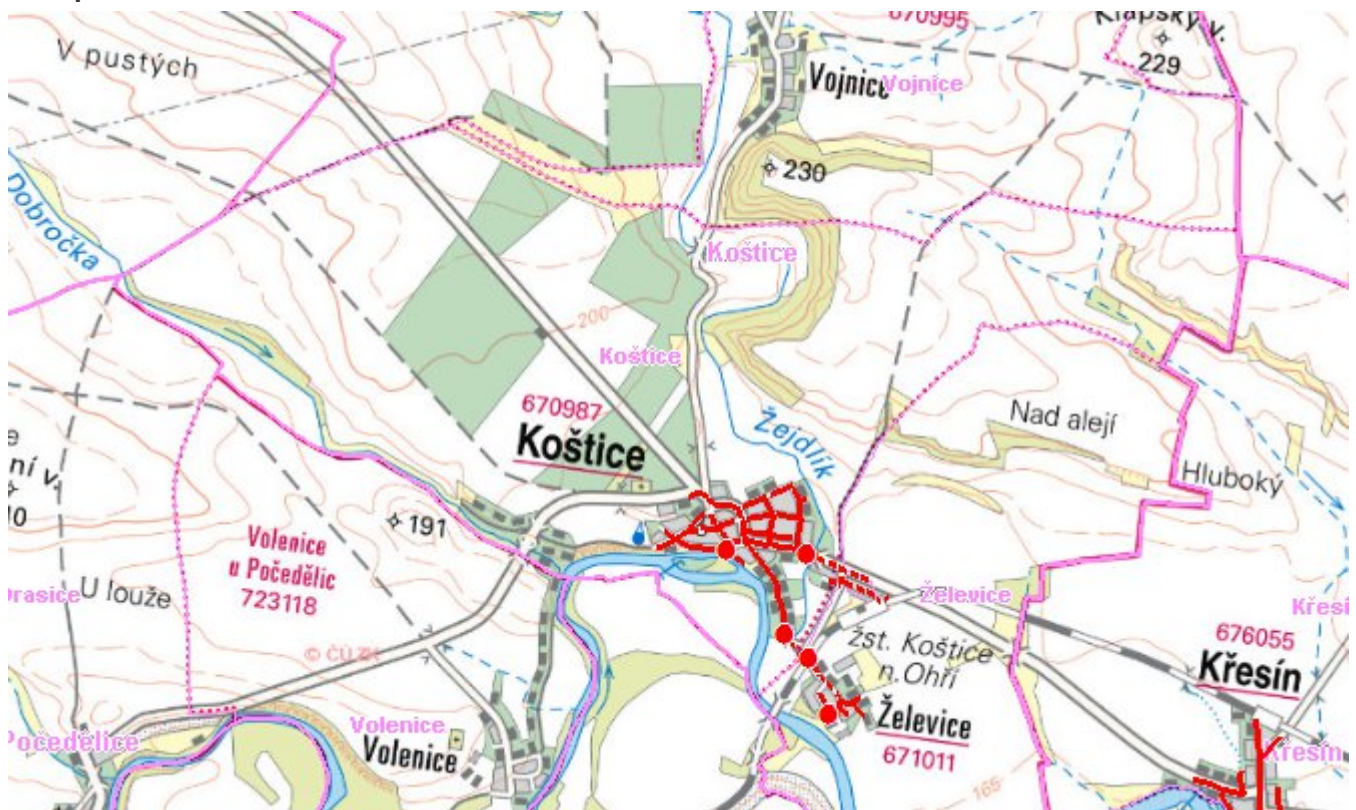 670995
Klapský v.
229
V pustých
Vojnice
Vojnice
230
Dobročka
Koštice
200
Koštice
670987
Koštice
Žejdlík
Nad alejí
Hluboký
ní v.
191
Volenice
u Počedělic
723118
U louže
Želevice
Křesín
676055
© ČÚZK
žst. Koštice
n.Ohří
Křesín
Volenice
Volenice
Želevice
671011
Počedělice
Křesín
165